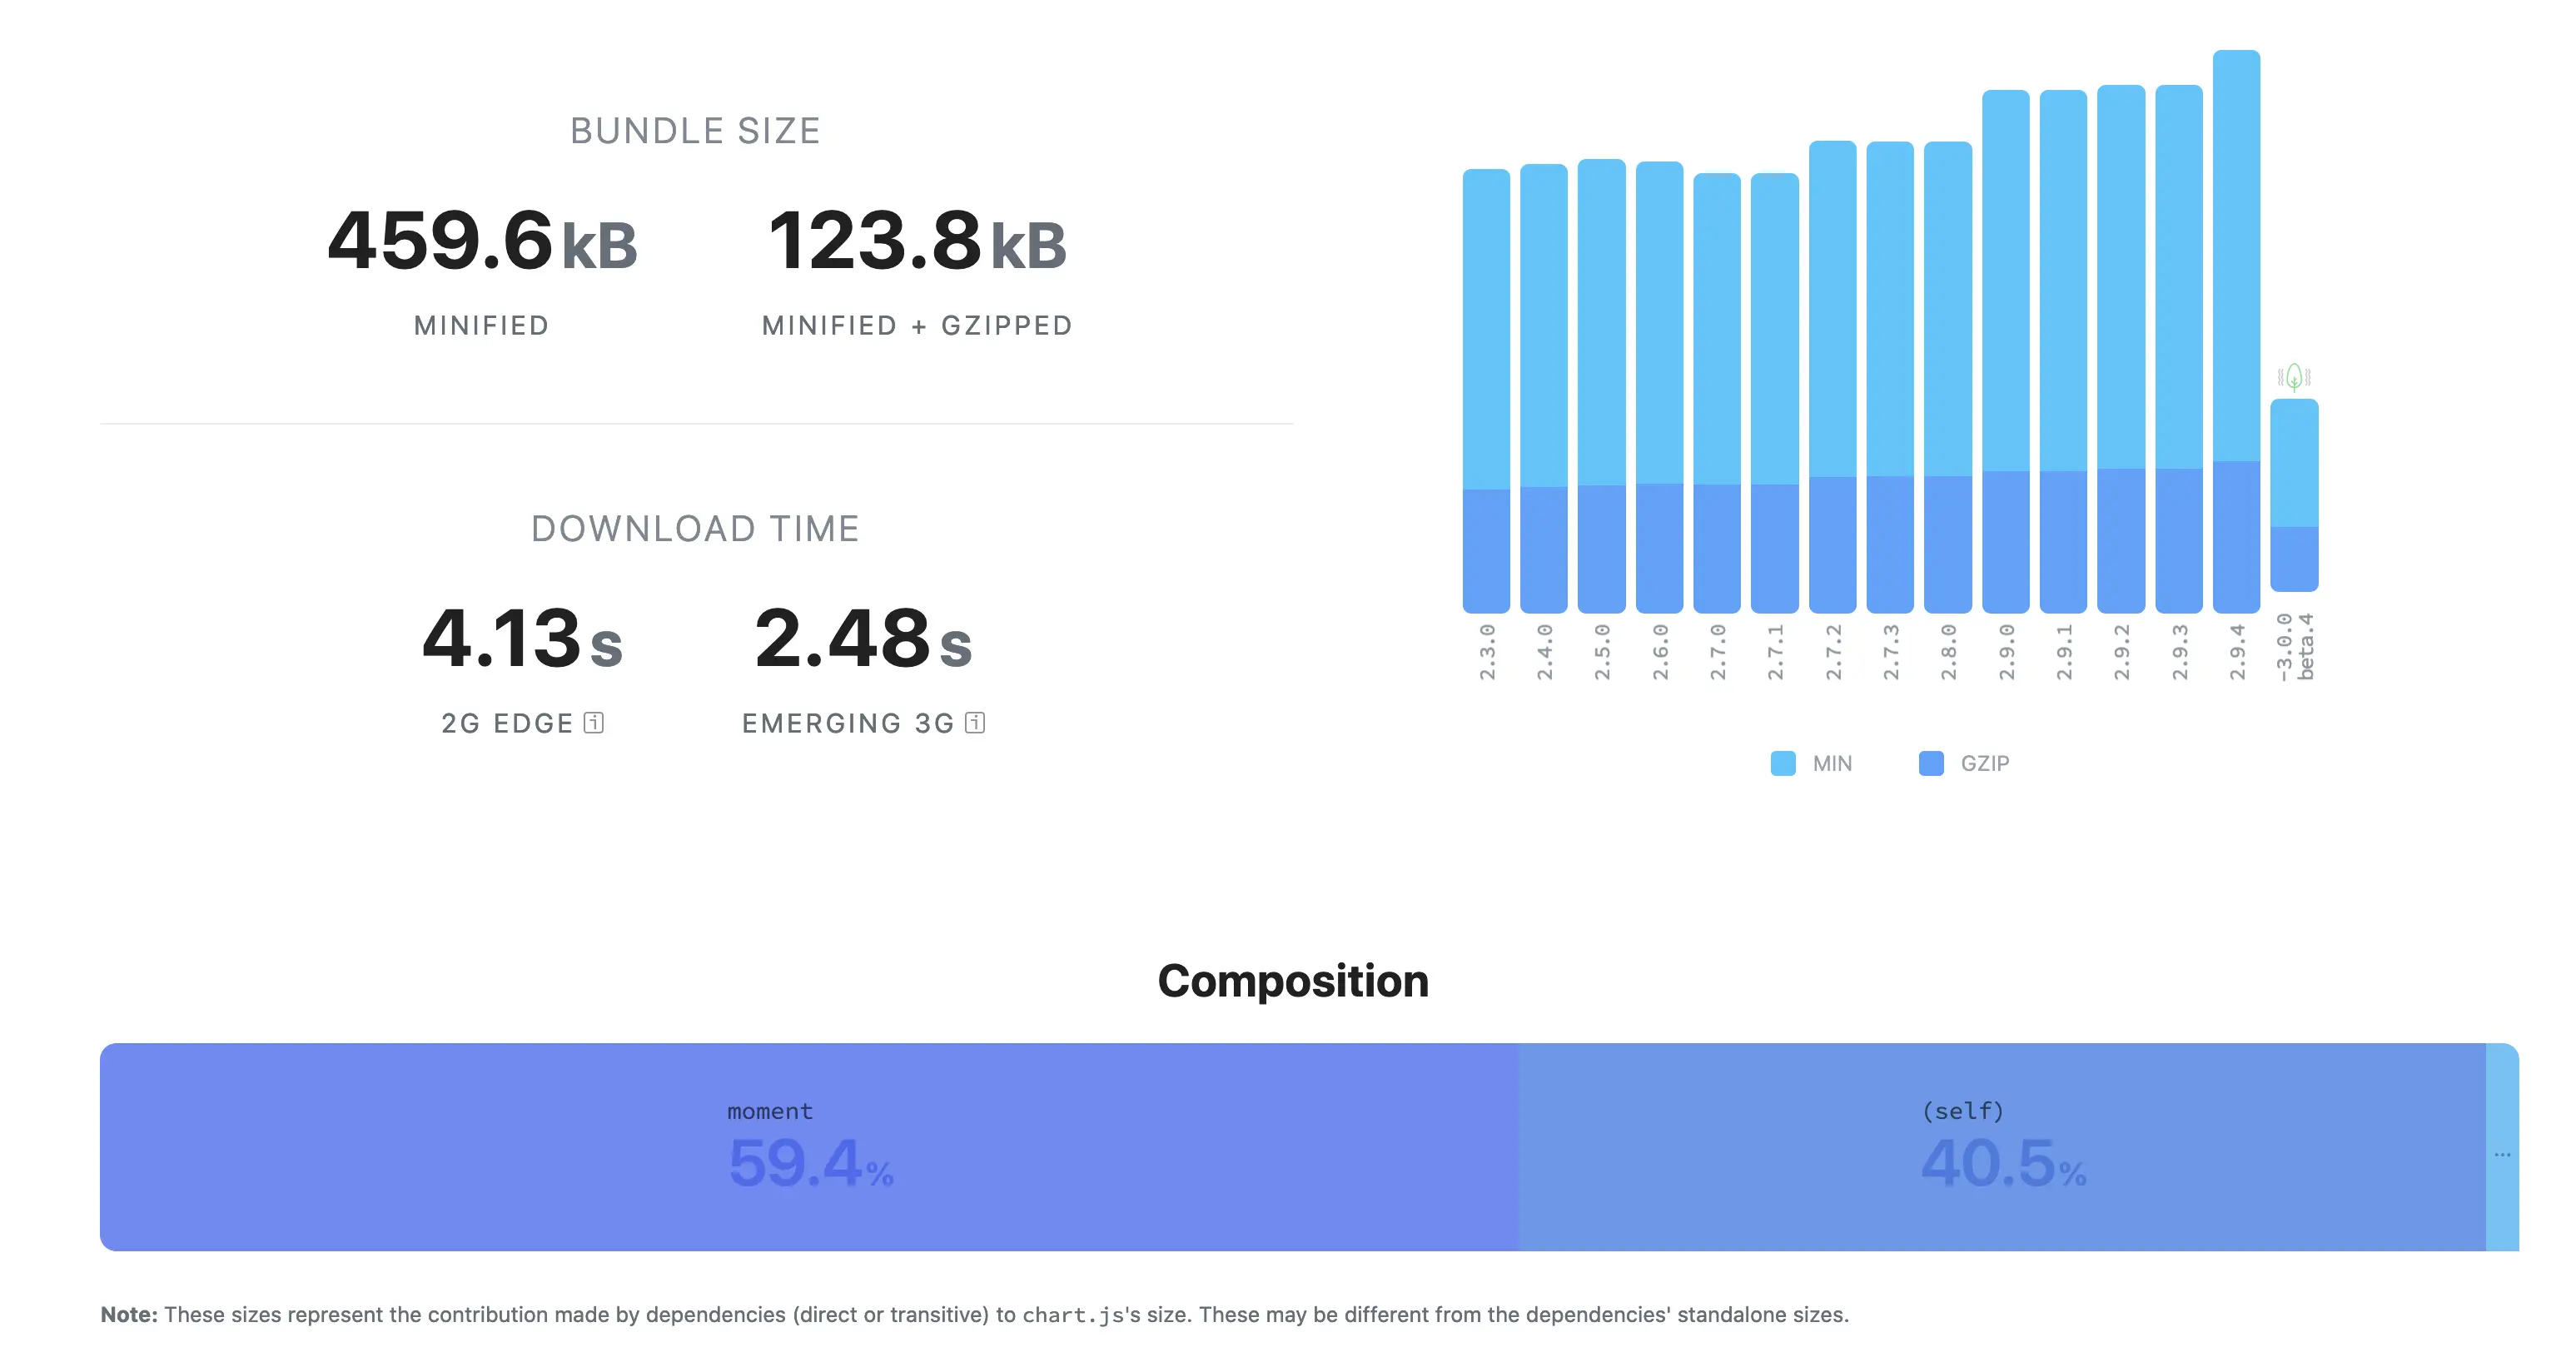 BUNDLE SIZE
459.6 kB
123.8 kB
MINIFIED
MINIFIED + GZIPPED
DOWNLOAD TIME
4.13 s
2.48 s
2G EDGE i
EMERGING 3G i
2.3.0
2.4.0
2.5.0
2.6.0
2.7.0
2.7.1
2.7.2
2.7.3
2.8.0
2.9.0
2.9.1
2.9.2
2.9.3
2.9.4
-3.0.0
beta.4
MIN
GZIP
Composition
moment
59.4%
(self)
40.5%
...
Note: These sizes represent the contribution made by dependencies (direct or transitive) to chart.js's size. These may be different from the dependencies' standalone sizes.